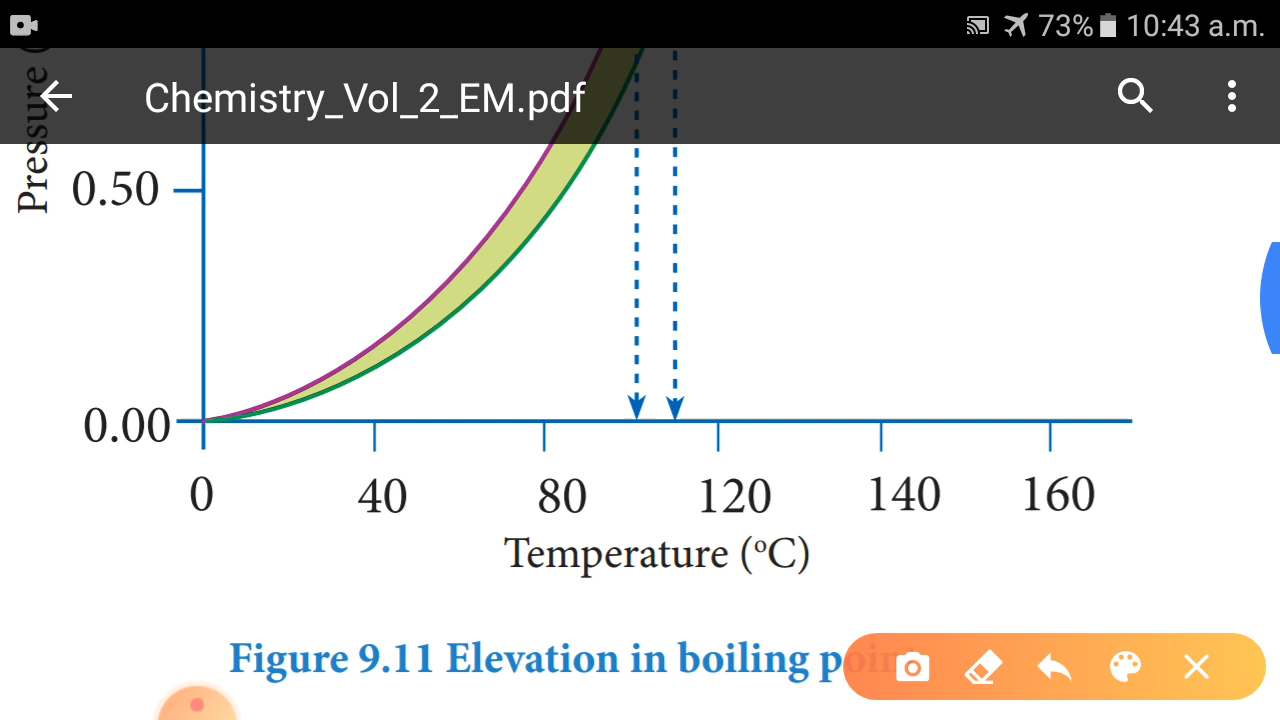 73% 10:43 a.m.
Chemistry_Vol_2_EM.pdf
Pressure (
0.50
0.00
0 40 80 120 140 160
Temperature (°C)
Figure 9.11 Elevation in boiling point